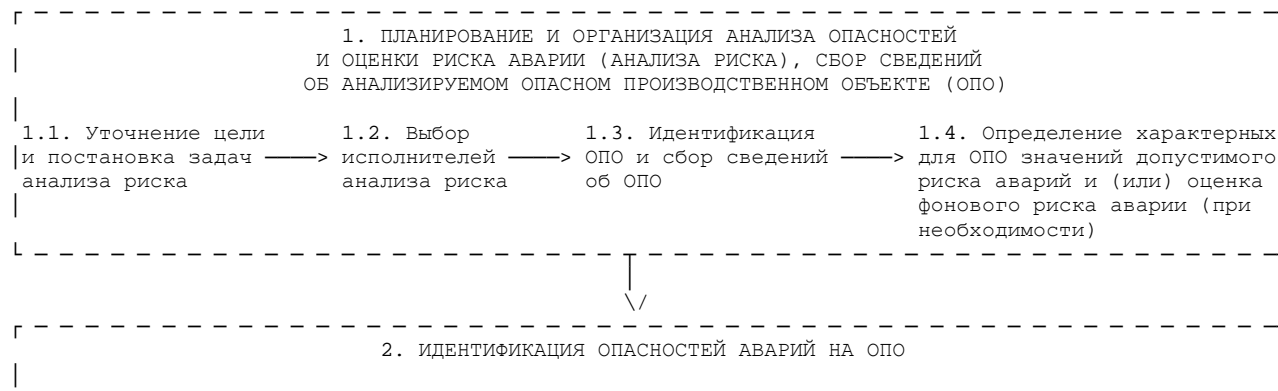 1. ПЛАНИРОВАНИЕ И ОРГАНИЗАЦИЯ АНАЛИЗА ОПАСНОСТЕЙ
И ОЦЕНКИ РИСКА АВАРИИ (АНАЛИЗА РИСКА), СБОР СВЕДЕНИЙ
ОБ АНАЛИЗИРУЕМОМ ОПАСНОМ ПРОИЗВОДСТВЕННОМ ОБЪЕКТЕ (ОПО)
1.1. Уточнение цели
и постановка задач
анализа риска
1.2. Выбор
исполнителей
анализа риска
1.3. Идентификация
ОПО и сбор сведений
об ОПО
1.4. Определение характерных
для ОПО значений допустимого
риска аварий и (или) оценка
фонового риска аварии (при
необходимости)
2. ИДЕНТИФИКАЦИЯ ОПАСНОСТЕЙ АВАРИЙ НА ОПО